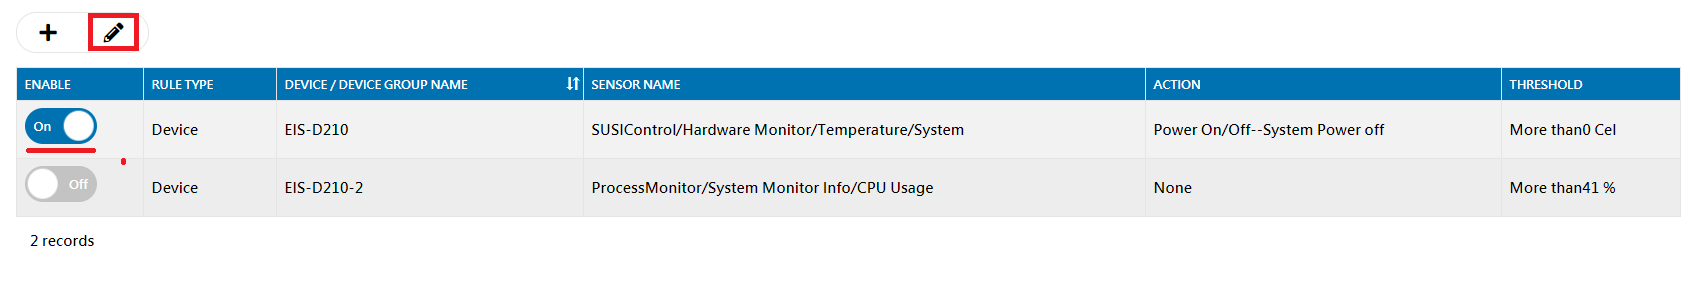 ENABLE RULE TYPE DEVICE / DEVICE GROUP NAME SENSOR NAME ACTION THRESHOLD
On Device EIS-D210 SUSIControl/Hardware Monitor/Temperature/System Power On/Off--System Power off More than0 Cel
Off Device EIS-D210-2 ProcessMonitor/System Monitor Info/CPU Usage None More than41 %
2 records